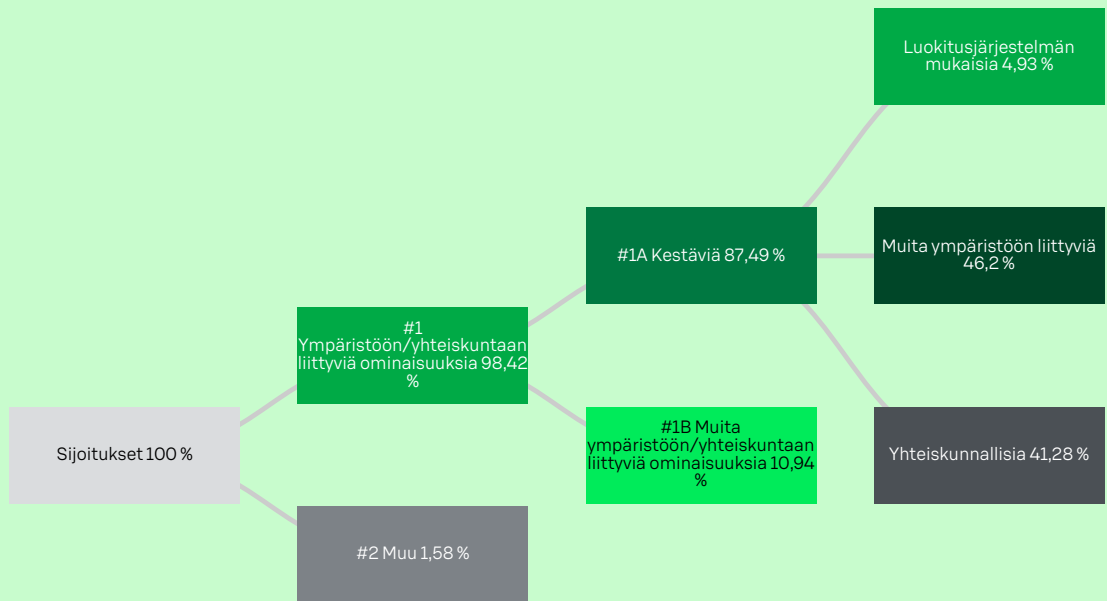 Sijoitukset 100 %
#1
Ympäristöön/yhteiskuntaan
liittyviä ominaisuuksia 98,42
%
#2 Muu 1,58 %
#1A Kestäviä 87,49 %
#1B Muita
ympäristöön/yhteiskuntaan
liittyviä ominaisuuksia 10,94
%
Luokitusjärjestelmän
mukaisia 4,93 %
Muita ympäristöön liittyviä
46,2 %
Yhteiskunnallisia 41,28 %